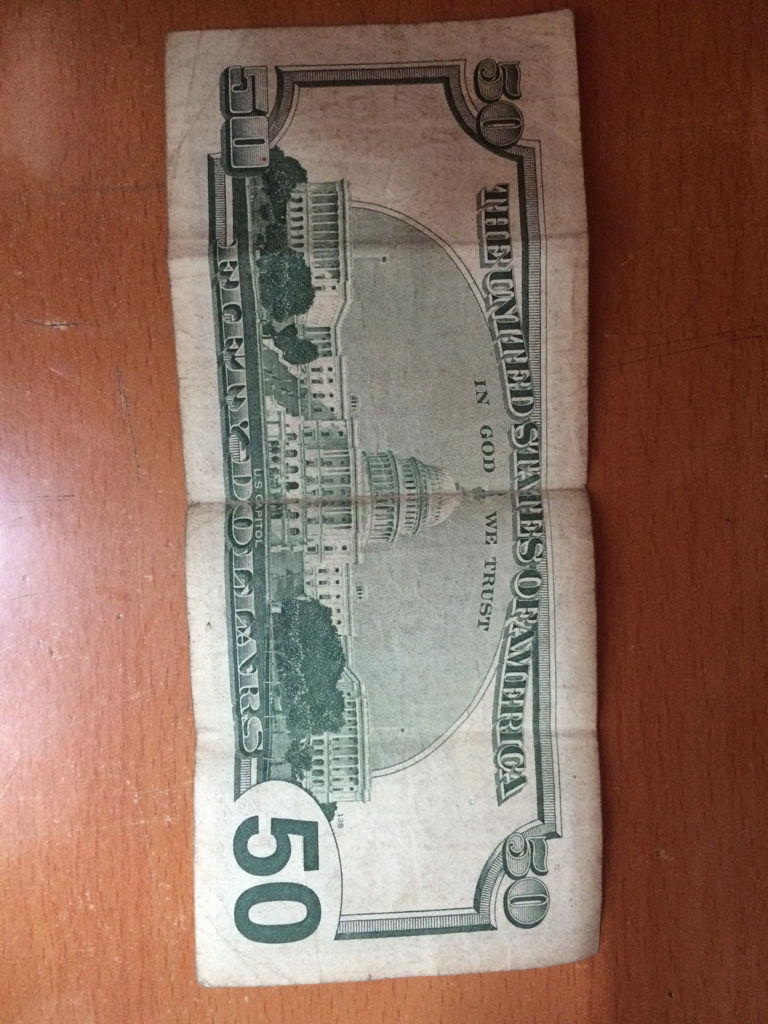 50
50
THE UNITED STATES OF AMERICA
IN GOD WE TRUST
U.S. CAPITOL
138
FIFTY DOLLARS
50
50